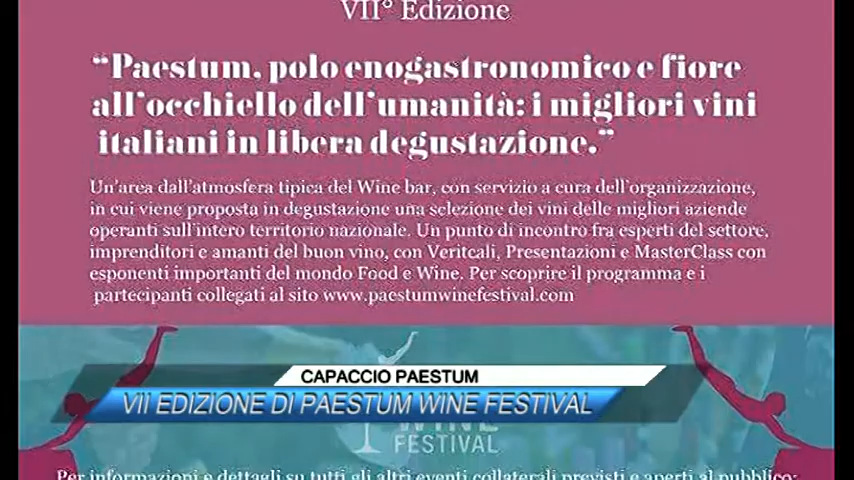 VII° Edizione
“Paestum, polo enogastronomico e fiore
all'occhiello dell'umanità: i migliori vini
italiani in libera degustazione.”
Un'area dall'atmosfera tipica del Wine bar, con servizio a cura dell'organizzazione,
in cui viene proposta in degustazione una selezione dei vini delle migliori aziende
operanti sull'intero territorio nazionale. Un punto di incontro fra esperti del settore,
imprenditori e amanti del buon vino, con Veritcali, Presentazioni e MasterClass con
esponenti importanti del mondo Food e Wine. Per scoprire il programma e i
partecipanti collegati al sito www.paestumwinefestival.com
CAPACCIO PAESTUM
VII EDIZIONE DI PAESTUM WINE FESTIVAL
WINE
FESTIVAL
Per informazioni e dettagli su tutti gli altri eventi collaterali previsti e aperti al pubblico: